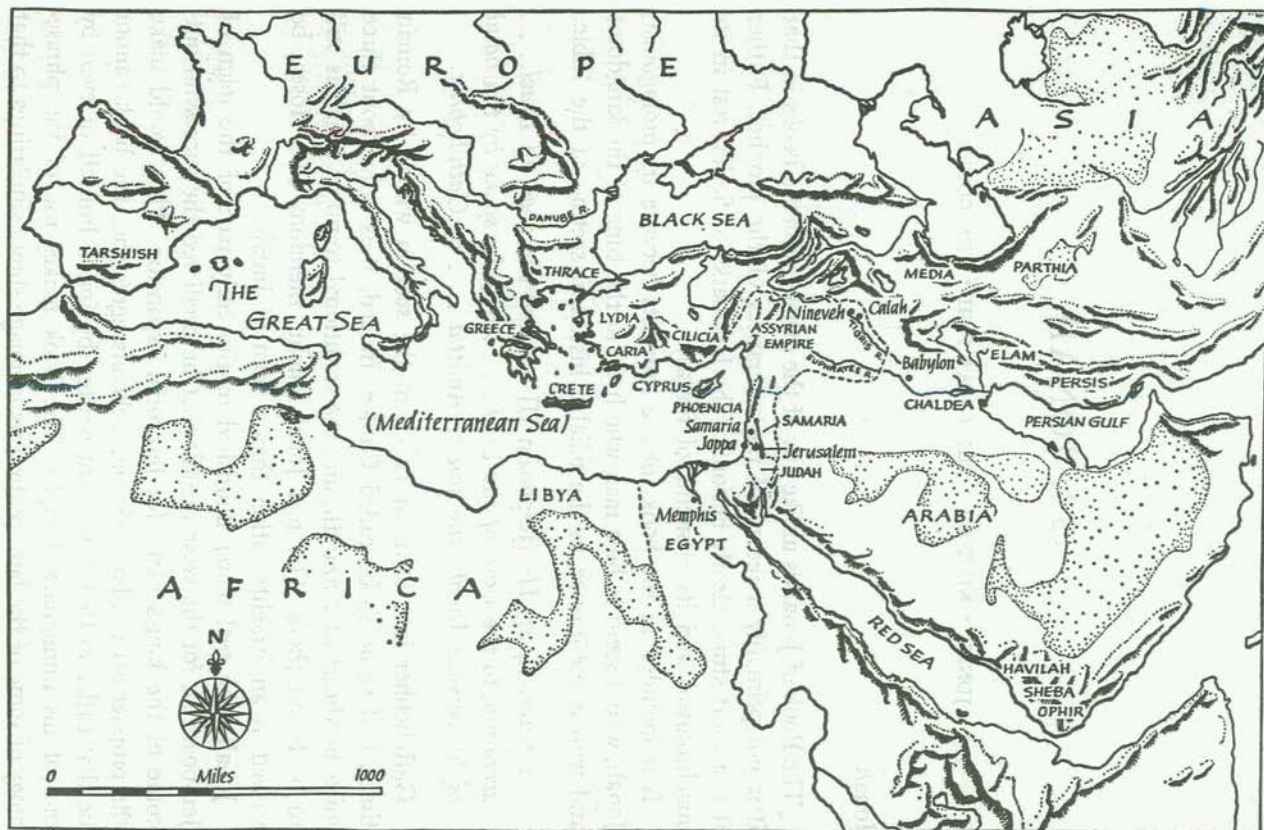 EUROPE
ASIA
DANUBE R.
BLACK SEA
THRACE
TARSHISH
THE
GREAT SEA
(Mediterranean Sea)
GREECE
LYDIA
CARIA
CILICIA
CRETE
CYPRUS
MEDIA
PARTHIA
Nineveh
Calah
ASSYRIAN
EMPIRE
TIGRIS R.
EUPHRATES R.
Babylon
ELAM
PERSIS
CHALDEA
PERSIAN GULF
PHOENICIA
Samaria
SAMARIA
Joppa
Jerusalem
JUDAH
LIBYA
Memphis
EGYPT
ARABIA
AFRICA
RED SEA
HAVILAH
SHEBA
OPHIR
N
0 Miles 1000